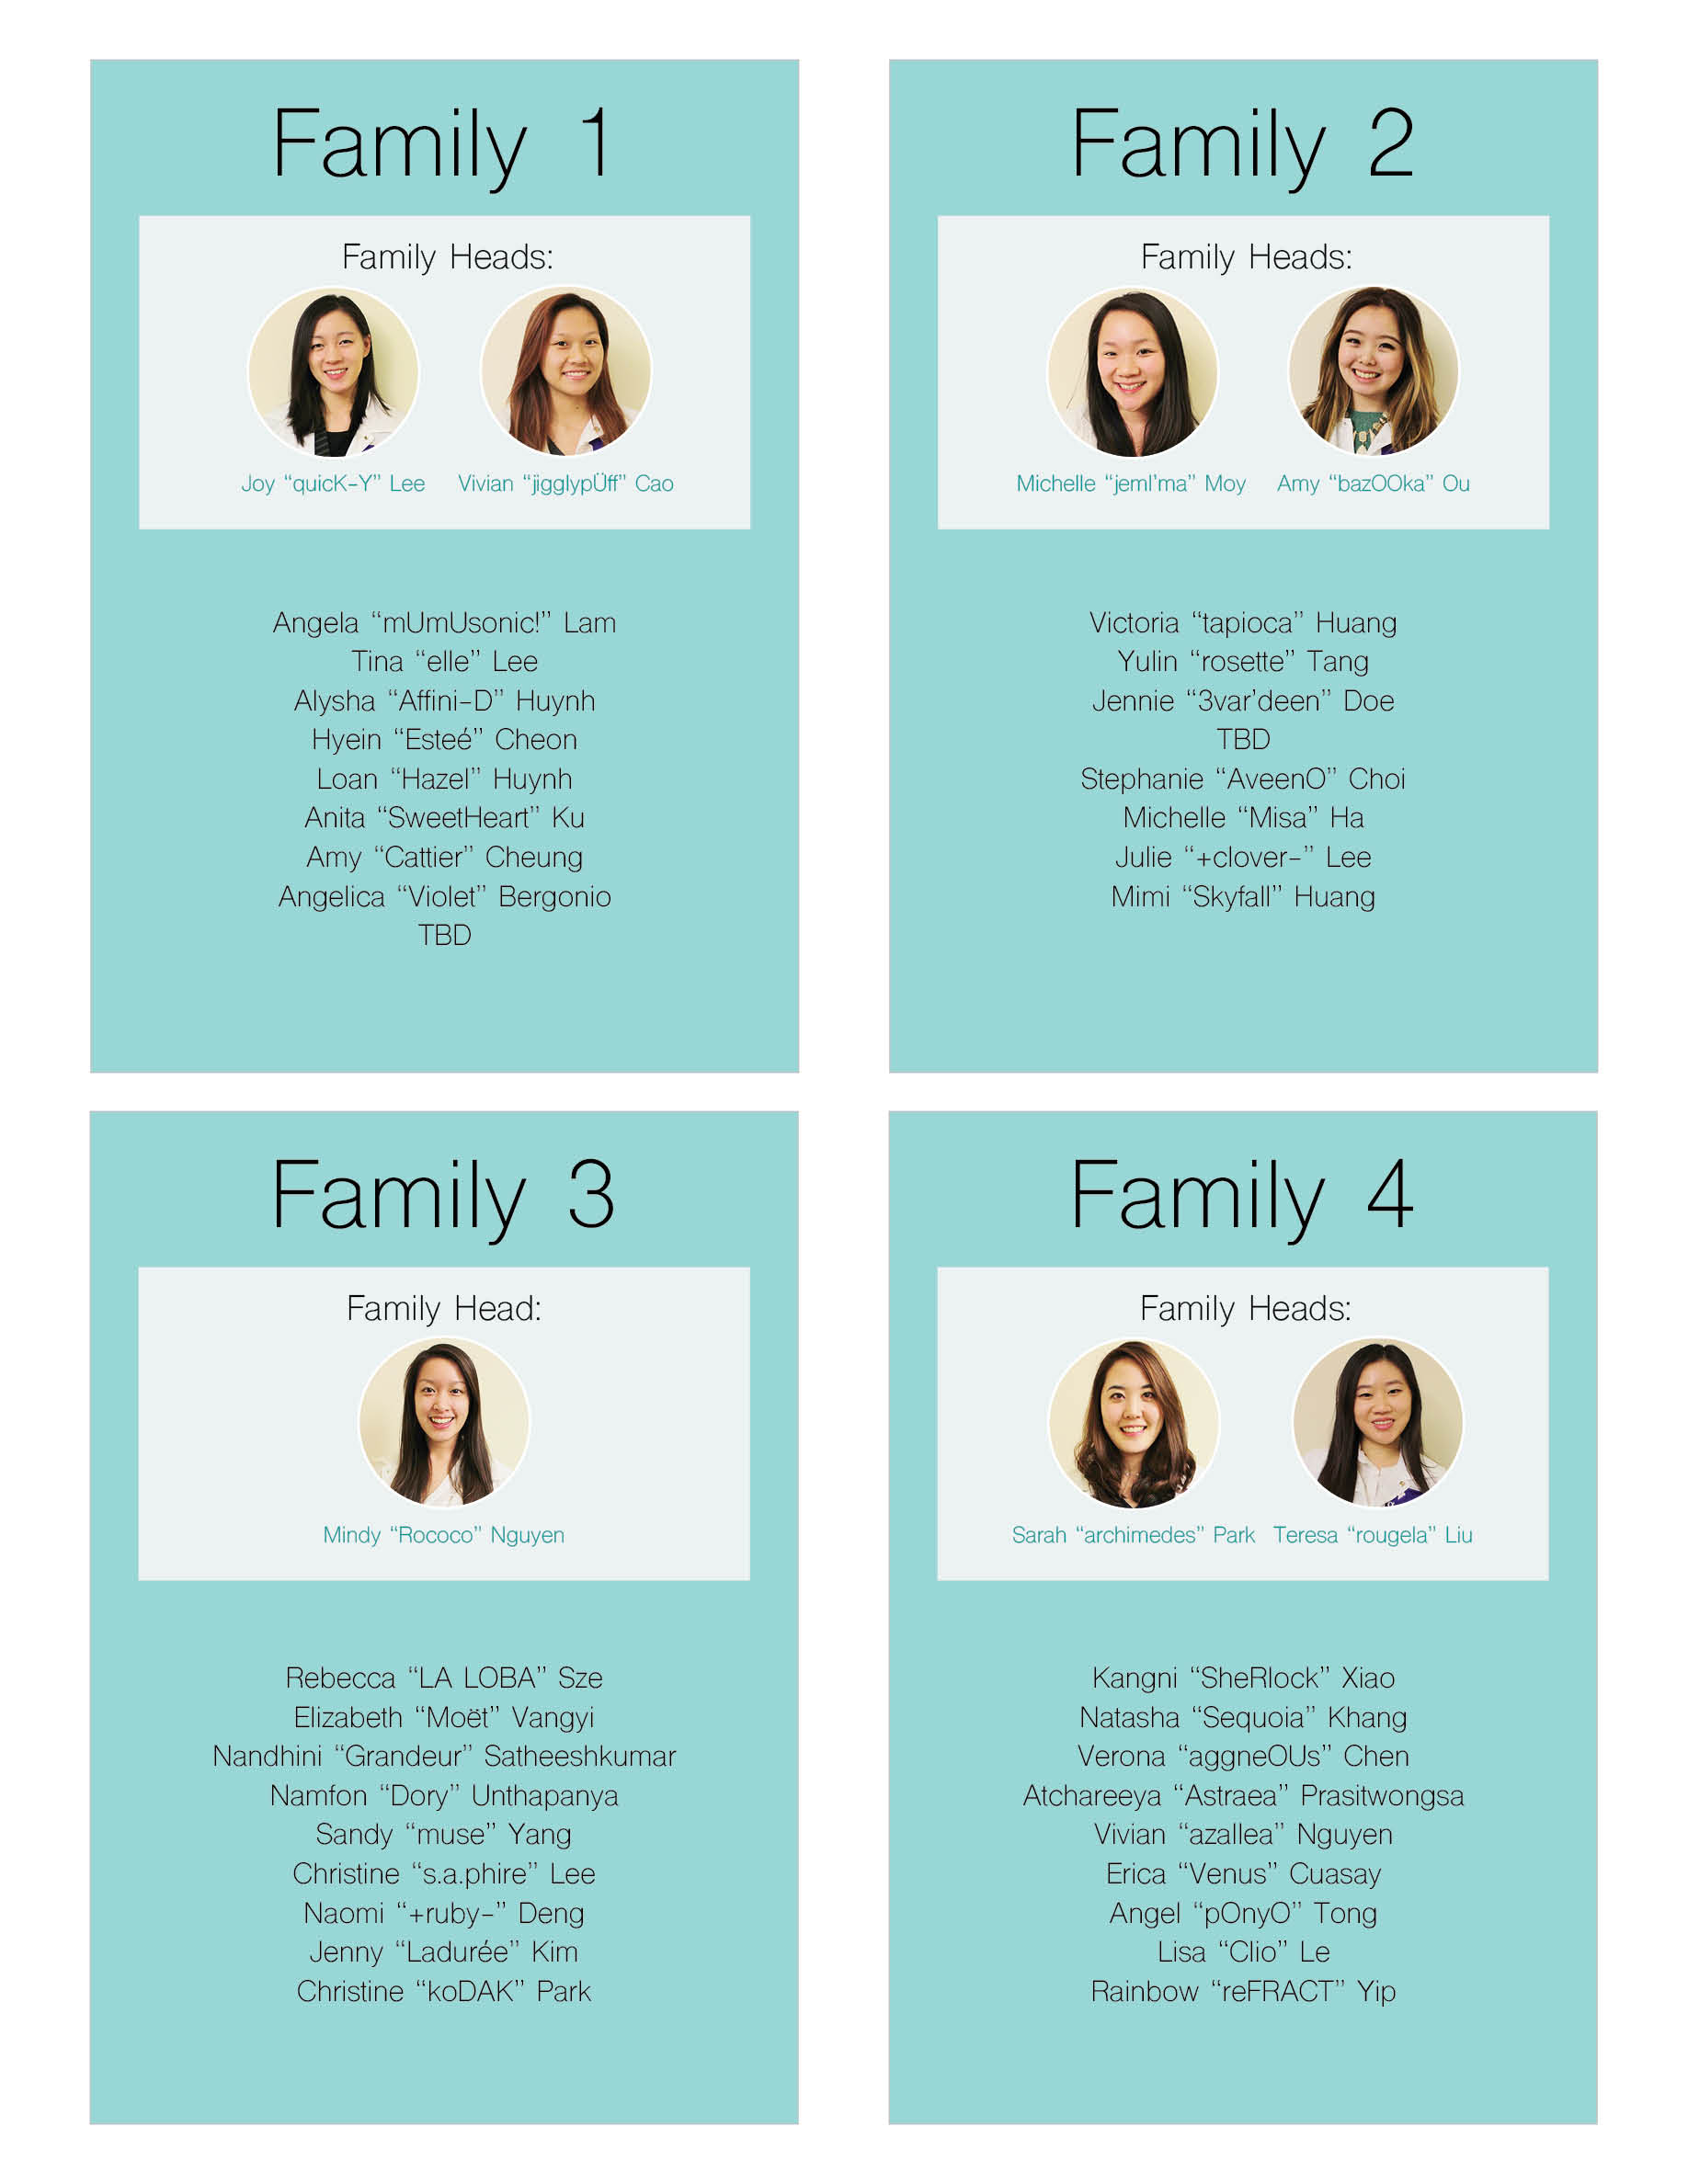 Family 1
Family Heads:
Joy “quicK-Y” Lee
Vivian “jigglypÜff” Cao
Angela “mUmUsonic!” Lam
Tina “elle” Lee
Alysha “Affini-D” Huynh
Hyein “Esteé” Cheon
Loan “Hazel” Huynh
Anita “SweetHeart” Ku
Amy “Cattier” Cheung
Angelica “Violet” Bergonio
TBD
Family 2
Family Heads:
Michelle “jemI'ma” Moy
Amy “bazOOka” Ou
Victoria “tapioca” Huang
Yulin “rosette” Tang
Jennie “3var'deen” Doe
TBD
Stephanie “AveenO” Choi
Michelle “Misa” Ha
Julie “+clover-” Lee
Mimi “Skyfall” Huang
Family 3
Family Head:
Mindy “Rococo” Nguyen
Rebecca “LA LOBA” Sze
Elizabeth “Moët” Vangyi
Nandhini “Grandeur” Satheeshkumar
Namfon “Dory” Unthapanya
Sandy “muse” Yang
Christine “s.a.phire” Lee
Naomi “+ruby-” Deng
Jenny “Ladurée” Kim
Christine “koDAK” Park
Family 4
Family Heads:
Sarah “archimedes” Park
Teresa “rougela” Liu
Kangni “SheRlock” Xiao
Natasha “Sequoia” Khang
Verona “aggneOUs” Chen
Atchareeya “Astraea” Prasitwongsa
Vivian “azallea” Nguyen
Erica “Venus” Cuasay
Angel “pOnyO” Tong
Lisa “Clio” Le
Rainbow “reFRACT” Yip